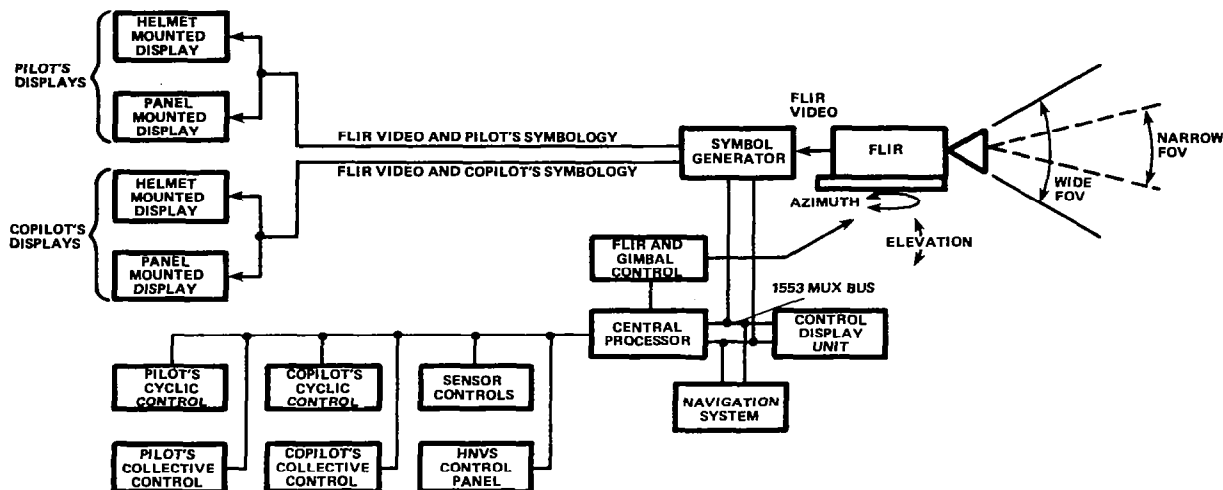 HELMET
MOUNTED
DISPLAY
PILOT'S
DISPLAYS
PANEL
MOUNTED
DISPLAY
FLIR VIDEO AND PILOT'S SYMBOLOGY
FLIR VIDEO AND COPILOT'S SYMBOLOGY
HELMET
MOUNTED
DISPLAY
COPILOT'S
DISPLAYS
PANEL
MOUNTED
DISPLAY
SYMBOL
GENERATOR
FLIR
VIDEO
FLIR
NARROW
FOV
WIDE
FOV
AZIMUTH
ELEVATION
FLIR AND
GIMBAL
CONTROL
1553 MUX BUS
CENTRAL
PROCESSOR
CONTROL
DISPLAY
UNIT
NAVIGATION
SYSTEM
PILOT'S
CYCLIC
CONTROL
COPILOT'S
CYCLIC
CONTROL
SENSOR
CONTROLS
PILOT'S
COLLECTIVE
CONTROL
COPILOT'S
COLLECTIVE
CONTROL
HNVS
CONTROL
PANEL